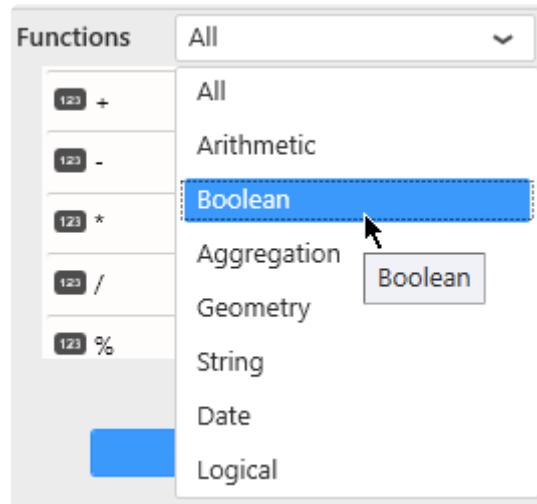 Functions All
All
123 +
Arithmetic
123 -
Boolean
123 *
Aggregation
Boolean
123 /
Geometry
123 %
String
Date
Logical